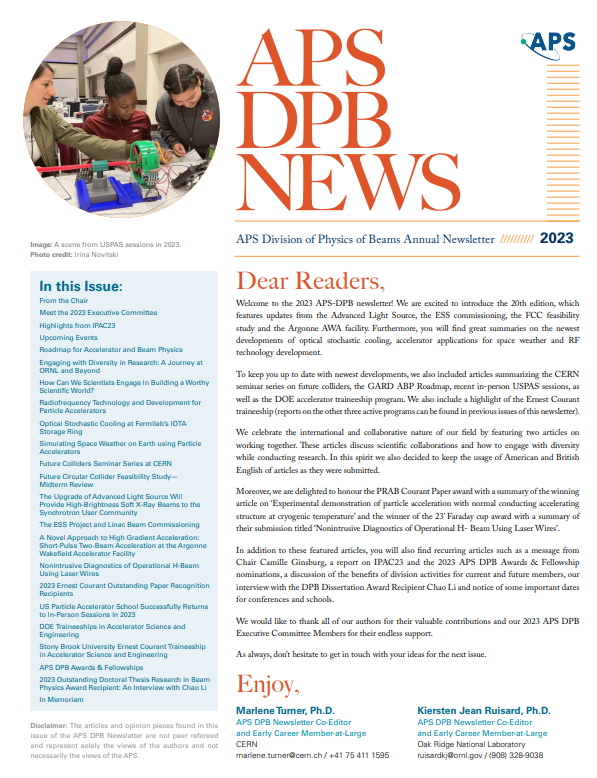 APS
DPB
NEWS
APS
Image: A scene from USPAS sessions in 2023.
Photo credit: Irina Novitski
APS Division of Physics of Beams Annual Newsletter ////////// 2023
In this Issue:
From the Chair
Meet the 2023 Executive Committee
Highlights from IPAC23
Upcoming Events
Roadmap for Accelerator and Beam Physics
Engaging with Diversity in Research: A Journey at
ORNL and Beyond
How Can We Scientists Engage in Building a Worthy
Scientific World?
Radiofrequency Technology and Development for
Particle Accelerators
Optical Stochastic Cooling at Fermilab's IOTA
Storage Ring
Simulating Space Weather on Earth using Particle
Accelerators
Future Colliders Seminar Series at CERN
Future Circular Collider Feasibility Study—
Midterm Review
The Upgrade of Advanced Light Source Will
Provide High-Brightness Soft X-Ray Beams to the
Synchrotron User Community
The ESS Project and Linac Beam Commissioning
A Novel Approach to High Gradient Acceleration:
Short-Pulse Two-Beam Acceleration at the Argonne
Wakefield Accelerator Facility
Nonintrusive Diagnostics of Operational H-Beam
Using Laser Wires
2023 Ernest Courant Outstanding Paper Recognition
Recipients
US Particle Accelerator School Successfully Returns
to In-Person Sessions in 2023
DOE Traineeships in Accelerator Science and
Engineering
Stony Brook University Ernest Courant Traineeship
in Accelerator Science and Engineering
APS DPB Awards & Fellowships
2023 Outstanding Doctoral Thesis Research in Beam
Physics Award Recipient: An Interview with Chao Li
In Memoriam
Disclaimer: The articles and opinion pieces found in this
issue of the APS DPB Newsletter are not peer refereed
and represent solely the views of the authors and not
necessarily the views of the APS.
Dear Readers,
Welcome to the 2023 APS-DPB newsletter! We are excited to introduce the 20th edition, which
features updates from the Advanced Light Source, the ESS commissioning, the FCC feasibility
study and the Argonne AWA facility. Furthermore, you will find great summaries on the newest
developments of optical stochastic cooling, accelerator applications for space weather and RF
technology development.
To keep you up to date with newest developments, we also included articles summarizing the CERN
seminar series on future colliders, the GARD ABP Roadmap, recent in-person USPAS sessions, as
well as the DOE accelerator traineeship program. We also include a highlight of the Ernest Courant
traineeship (reports on the other three active programs can be found in previous issues of this newsletter).
We celebrate the international and collaborative nature of our field by featuring two articles on
working together. These articles discuss scientific collaborations and how to engage with diversity
while conducting research. In this spirit we also decided to keep the usage of American and British
English of articles as they were submitted.
Moreover, we are delighted to honour the PRAB Courant Paper award with a summary of the winning
article on 'Experimental demonstration of particle acceleration with normal conducting accelerating
structure at cryogenic temperature' and the winner of the 23' Faraday cup award with a summary of
their submission titled 'Nonintrusive Diagnostics of Operational H- Beam Using Laser Wires'.
In addition to these featured articles, you will also find recurring articles such as a message from
Chair Camille Ginsburg, a report on IPAC23 and the 2023 APS DPB Awards & Fellowship
nominations, a discussion of the benefits of division activities for current and future members, our
interview with the DPB Dissertation Award Recipient Chao Li and notice of some important dates
for conferences and schools.
We would like to thank all of our authors for their valuable contributions and our 2023 APS DPB
Executive Committee Members for their endless support.
As always, don't hesitate to get in touch with your ideas for the next issue.
Enjoy,
Marlene Turner, Ph.D.
APS DPB Newsletter Co-Editor
and Early Career Member-at-Large
CERN
marlene.turner@cern.ch / +41 75 411 1595
Kiersten Jean Ruisard, Ph.D.
APS DPB Newsletter Co-Editor
and Early Career Member-at-Large
Oak Ridge National Laboratory
ruisardkj@ornl.gov / (908) 328-9038